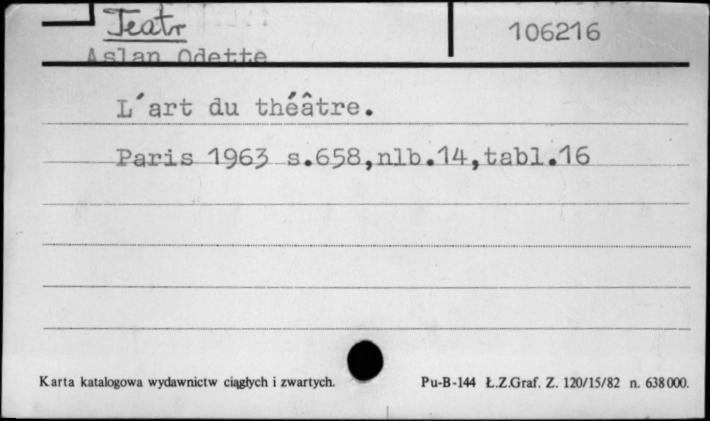 Teatr
106216
Aslan Odette
L'art du théâtre.
Paris 1963 s.658,nlb.14,tabl.16
Karta katalogowa wydawnictw ciągłych i zwartych.
Pu-B-144 Ł.Z.Graf. Z. 120/15/82 n. 638000.